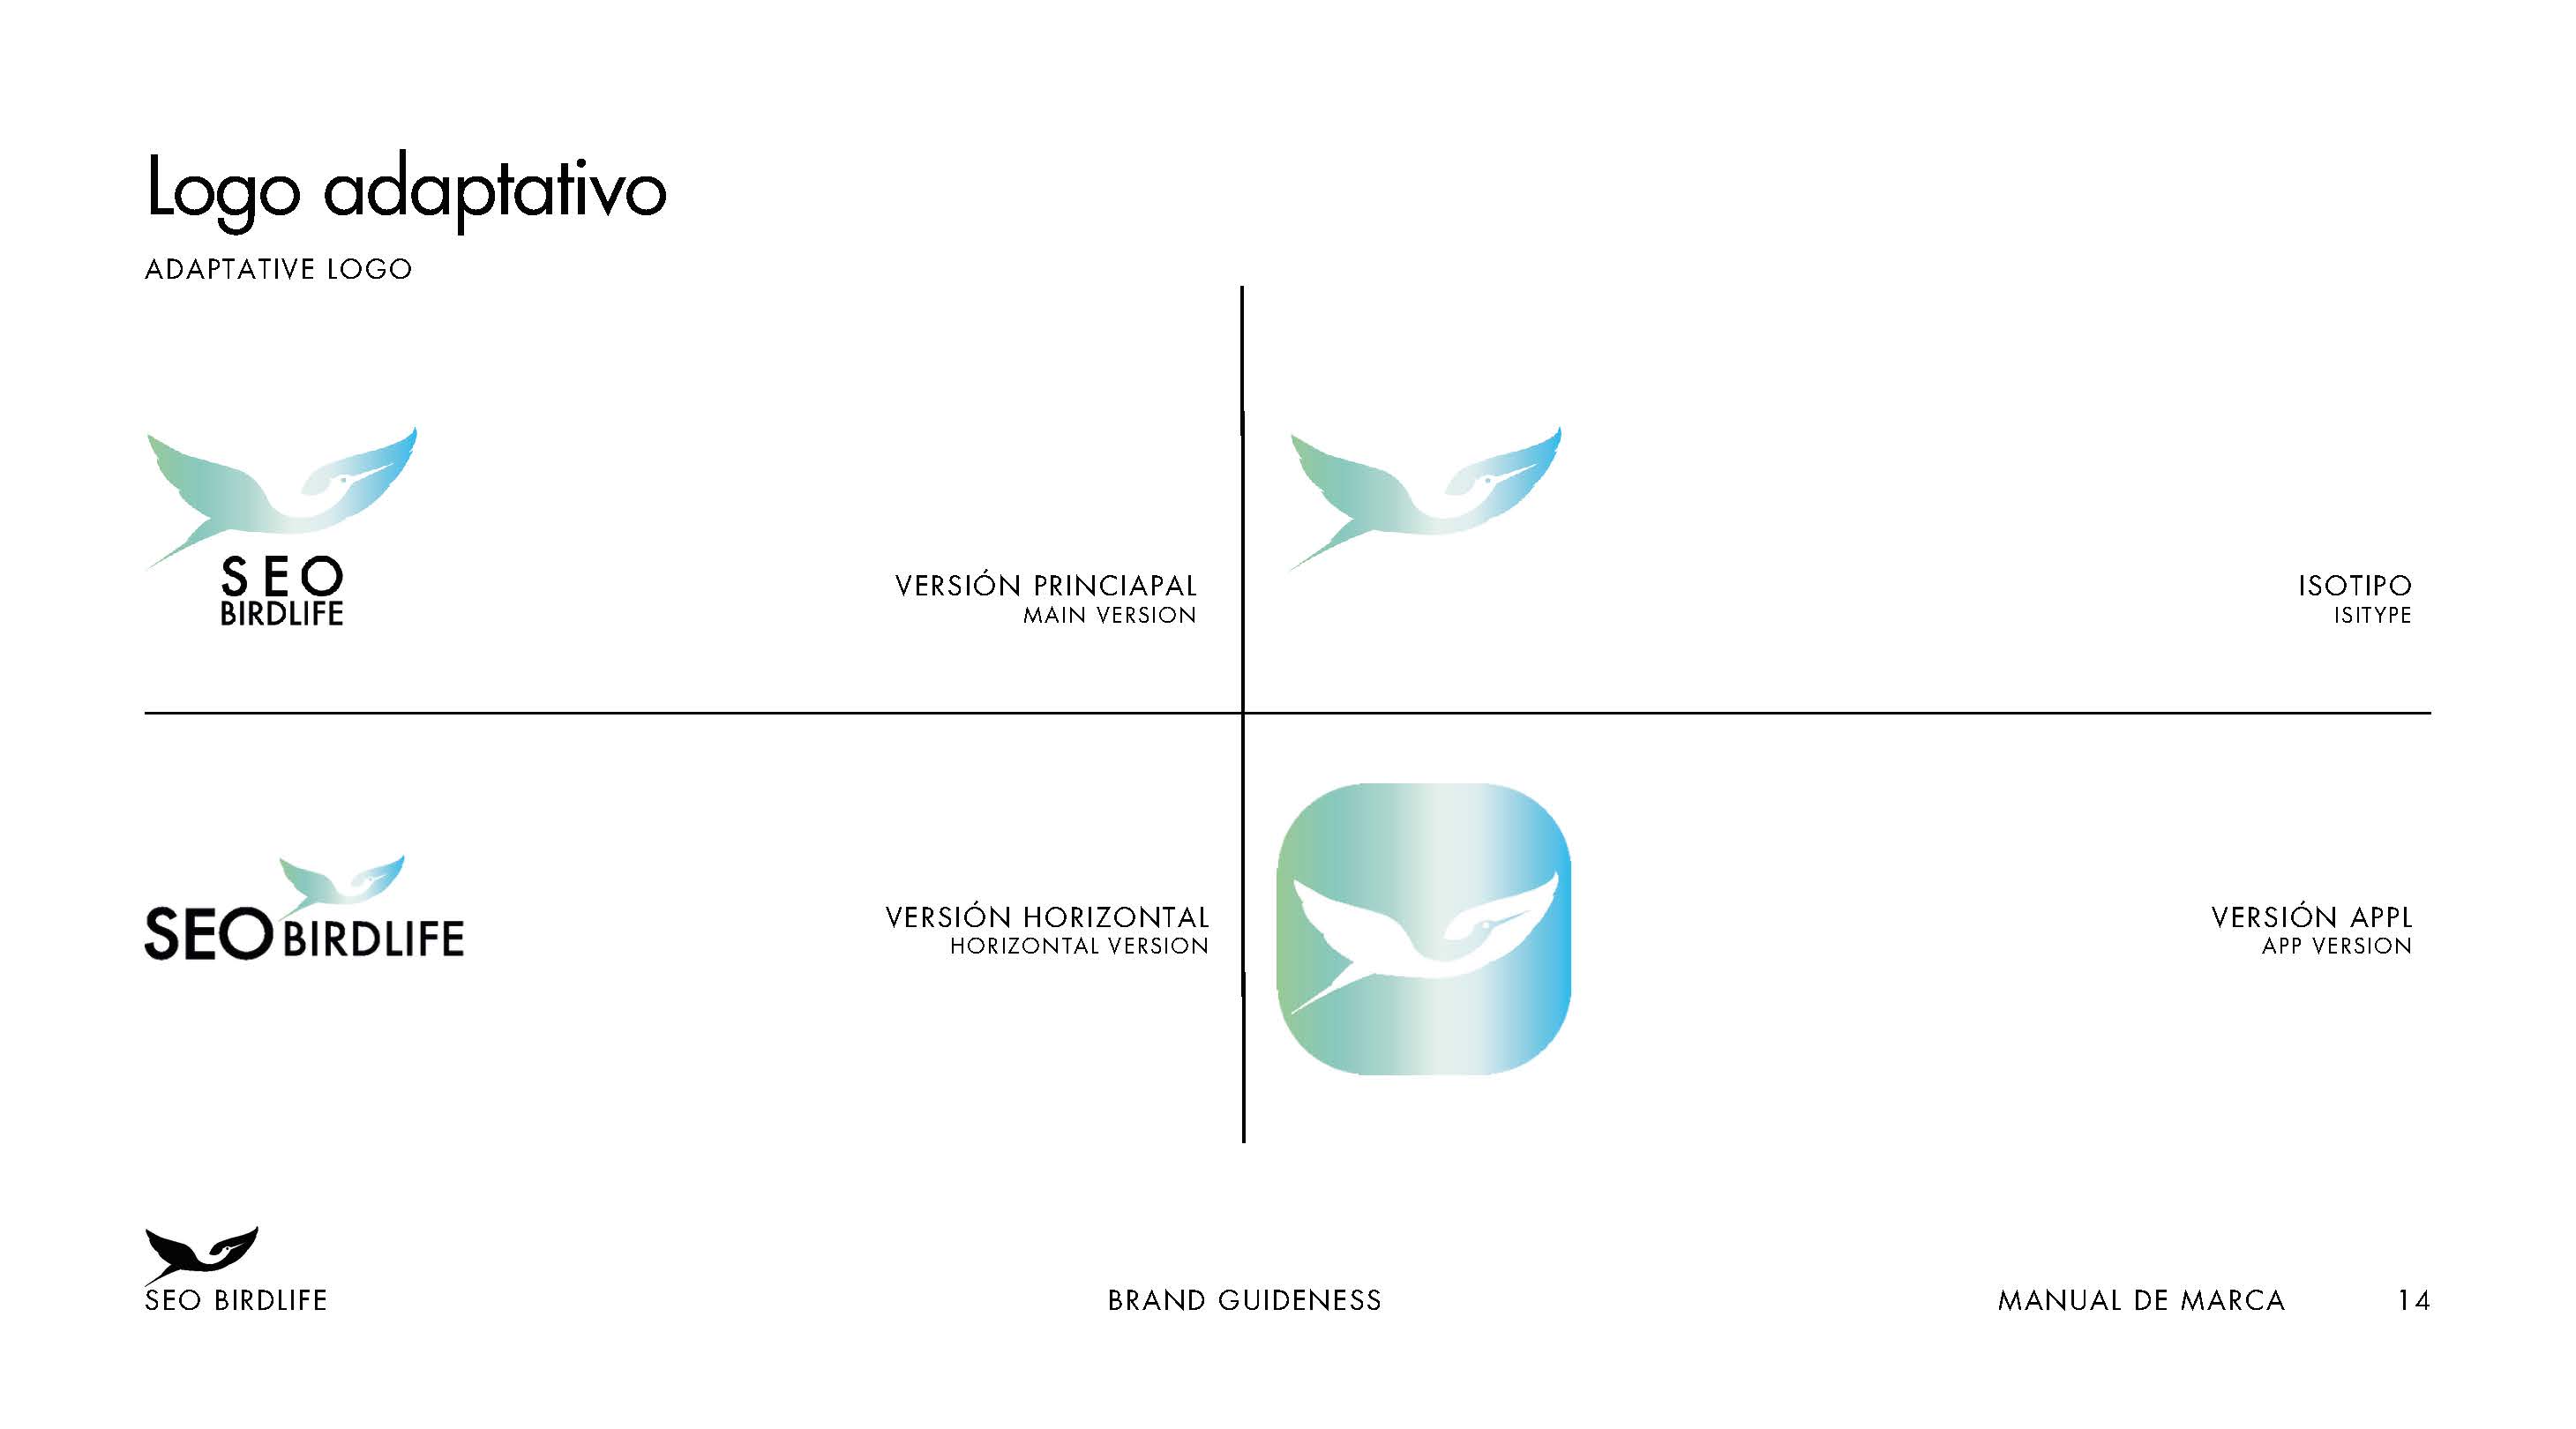 Logo adaptativo
ADAPTATIVE LOGO
SEO
BIRDLIFE
VERSIÓN PRINCIAPAL
MAIN VERSION
ISOTIPO
ISITYPE
SEO BIRDLIFE
VERSIÓN HORIZONTAL
HORIZONTAL VERSION
VERSIÓN APPL
APP VERSION
SEO BIRDLIFE
BRAND GUIDENESS
MANUAL DE MARCA
14